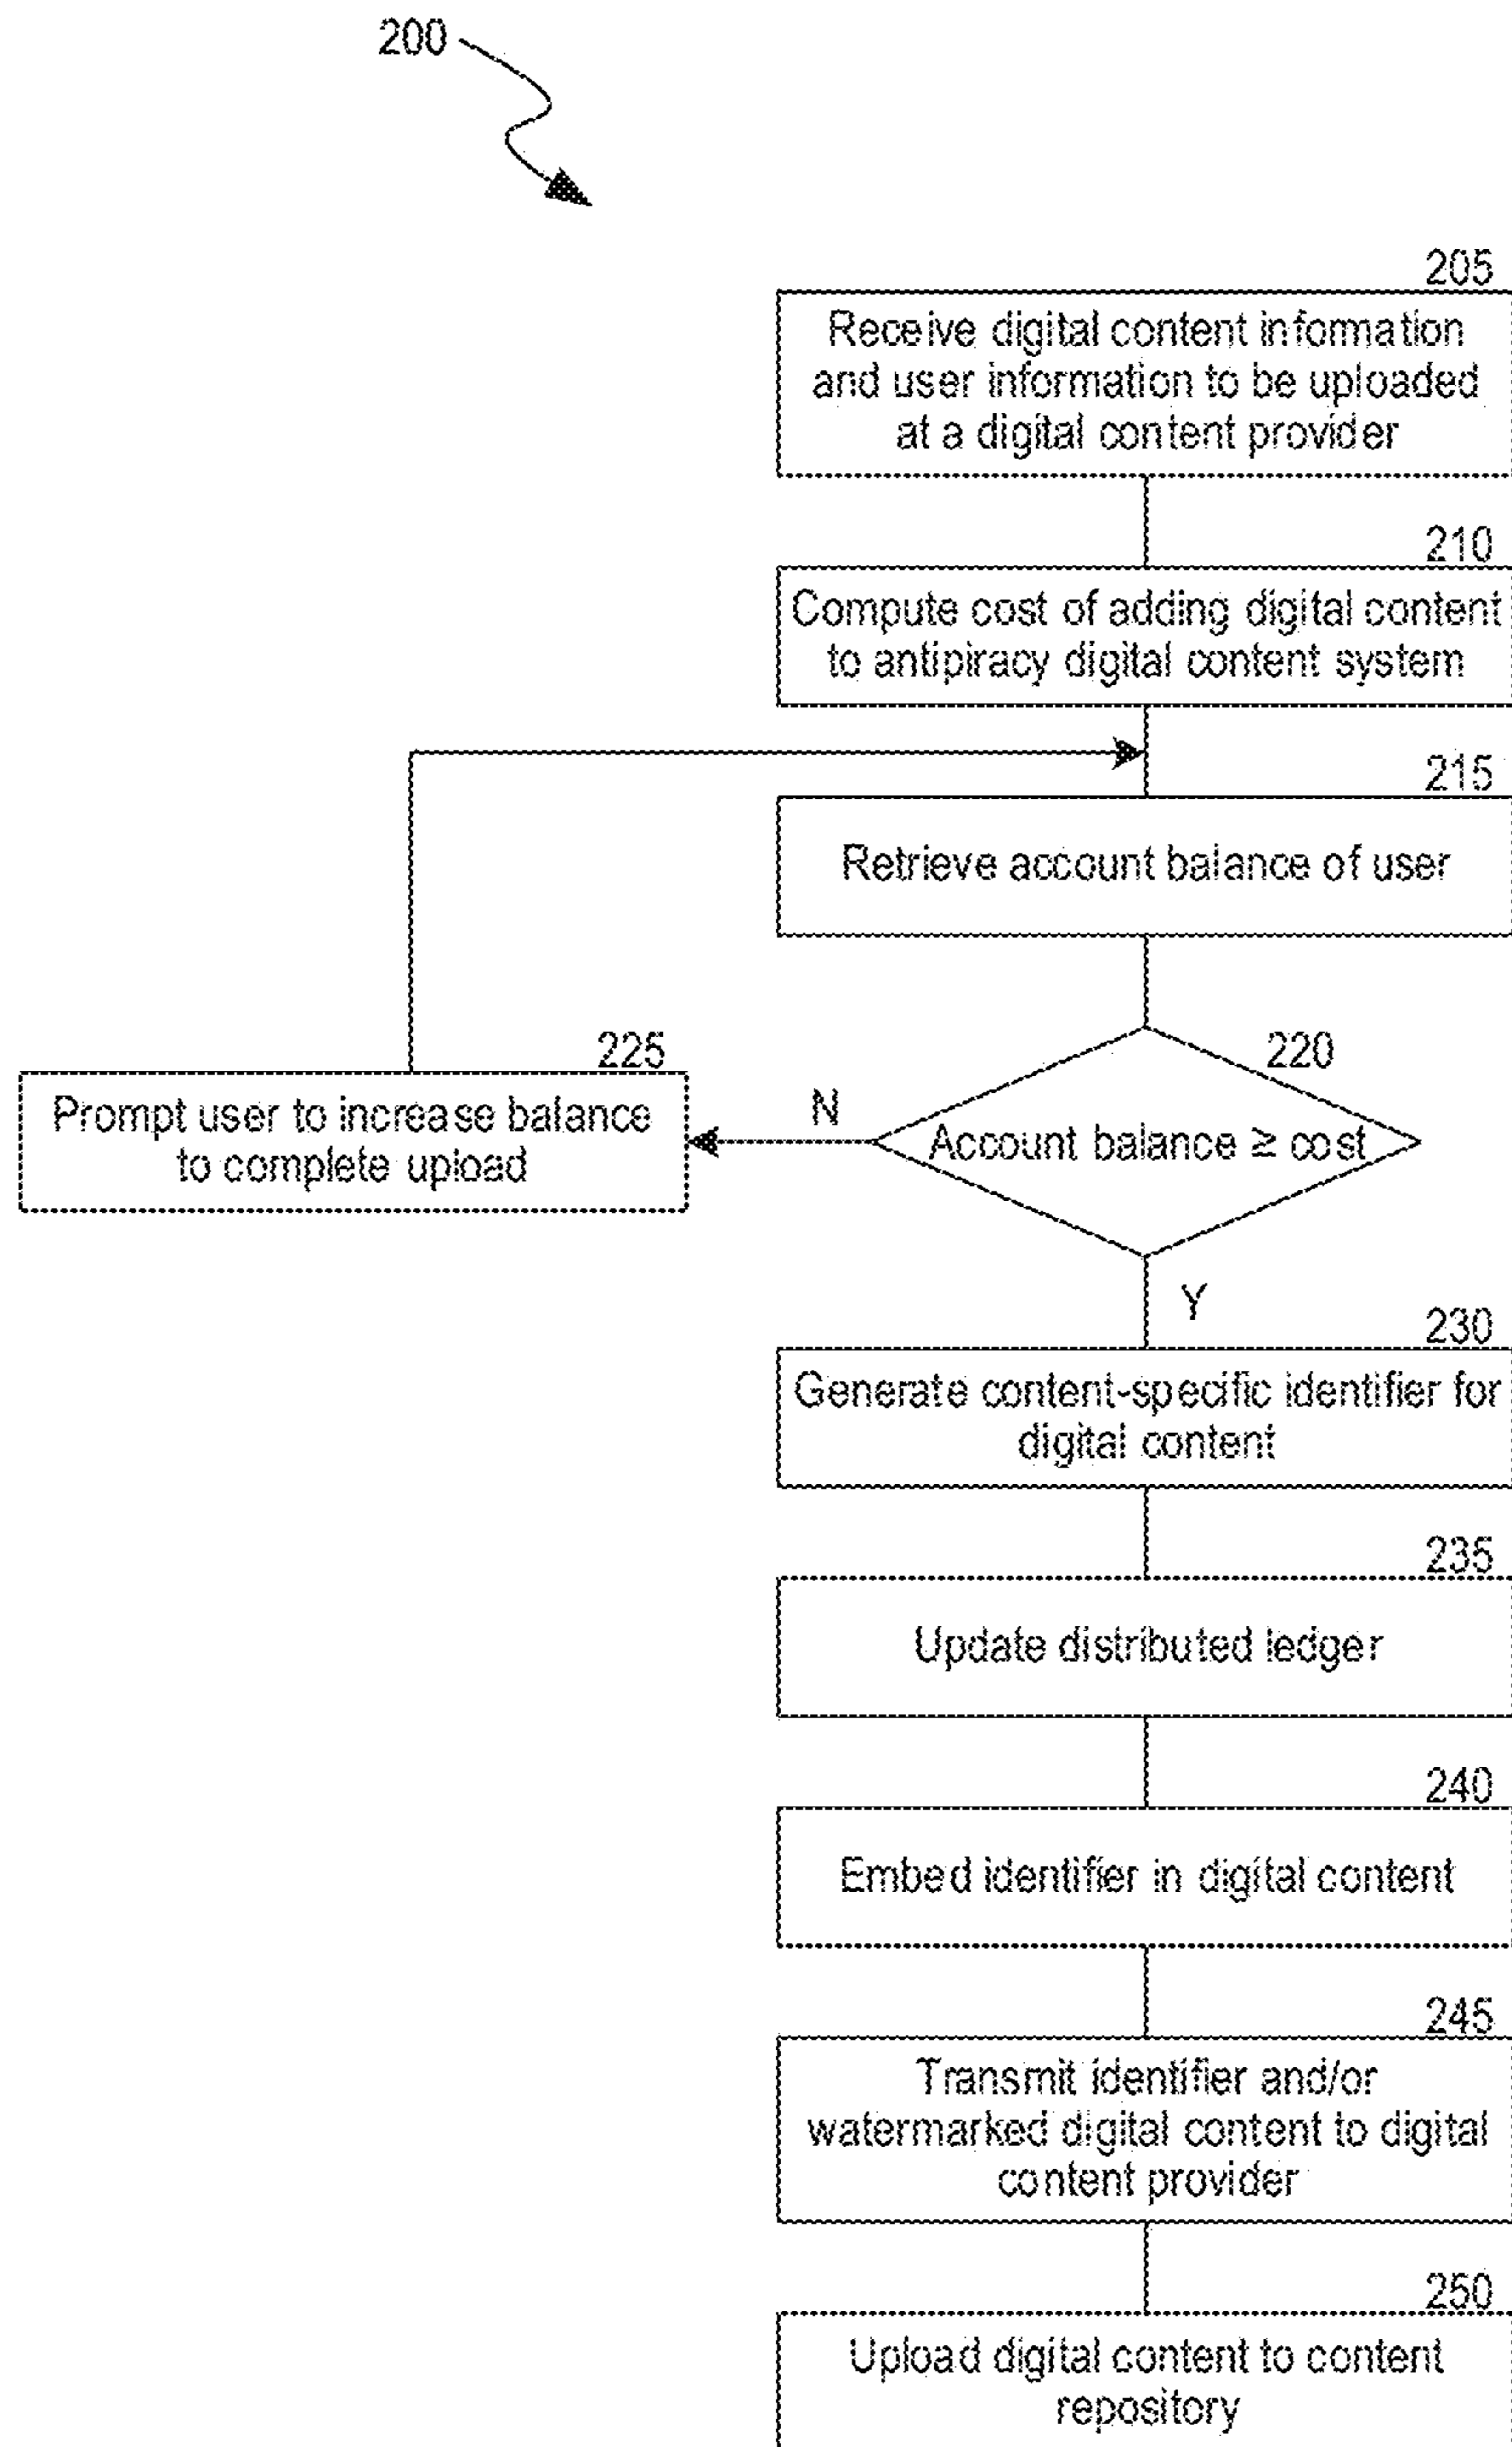 200
205
Receive digital content information
and user information to be uploaded
at a digital content provider
210
Compute cost of adding digital content
to antipiracy digital content system
215
Retrieve account balance of user
220
Account balance ≥ cost
N
225
Prompt user to increase balance
to complete upload
Y
230
Generate content-specific identifier for
digital content
235
Update distributed ledger
240
Embed identifier in digital content
245
Transmit identifier and/or
watermarked digital content to digital
content provider
250
Upload digital content to content
repository